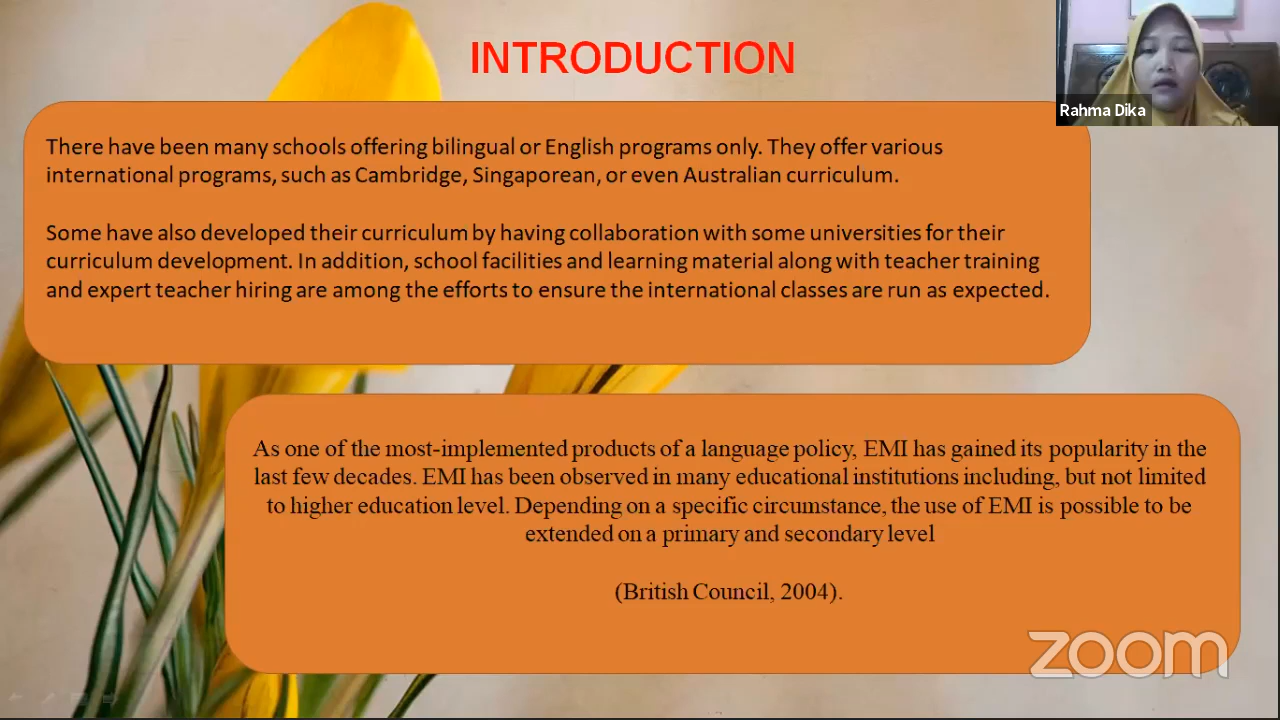 INTRODUCTION
Rahma Dika
There have been many schools offering bilingual or English programs only. They offer various
international programs, such as Cambridge, Singaporean, or even Australian curriculum.
Some have also developed their curriculum by having collaboration with some universities for their
curriculum development. In addition, school facilities and learning material along with teacher training
and expert teacher hiring are among the efforts to ensure the international classes are run as expected.
As one of the most-implemented products of a language policy, EMI has gained its popularity in the
last few decades. EMI has been observed in many educational institutions including, but not limited
to higher education level. Depending on a specific circumstance, the use of EMI is possible to be
extended on a primary and secondary level
(British Council, 2004).
zoom